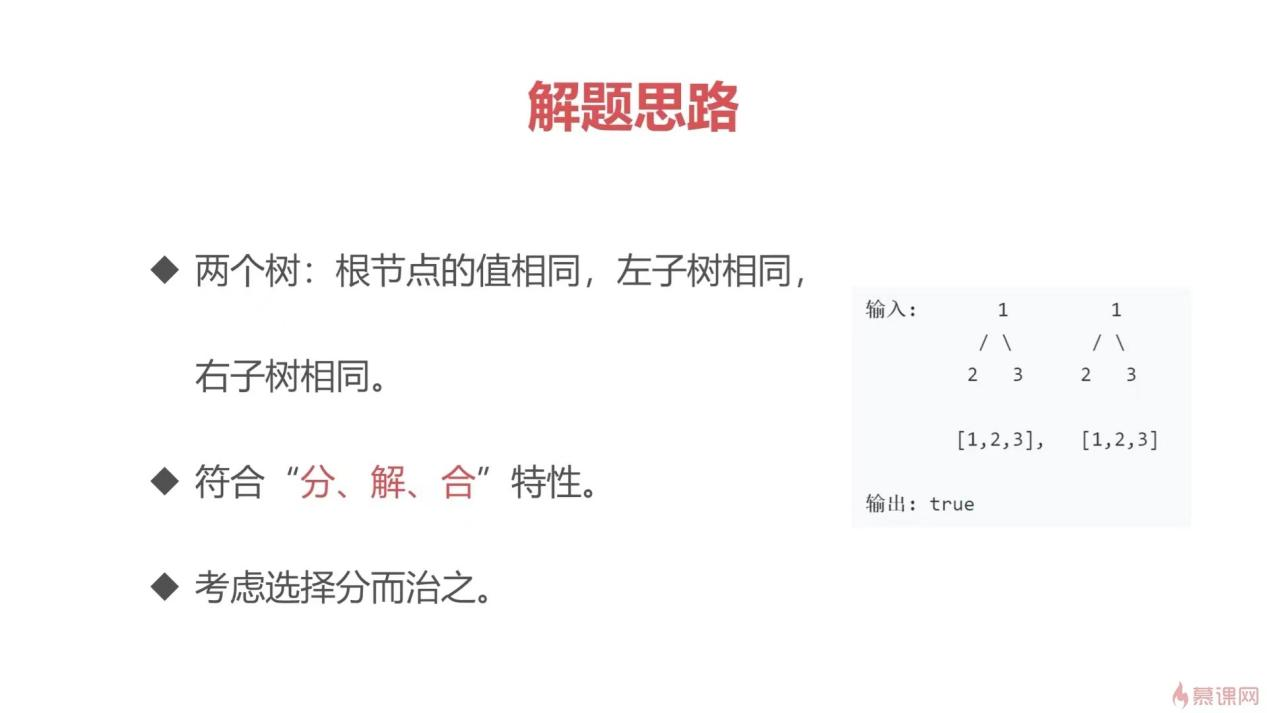 解题思路
◆ 两个树：根节点的值相同，左子树相同，
右子树相同。
◆ 符合“分、解、合”特性。
◆ 考虑选择分而治之。
输入:       1         1
/ \       / \
2   3     2   3
[1,2,3],   [1,2,3]
输出: true
慕课网